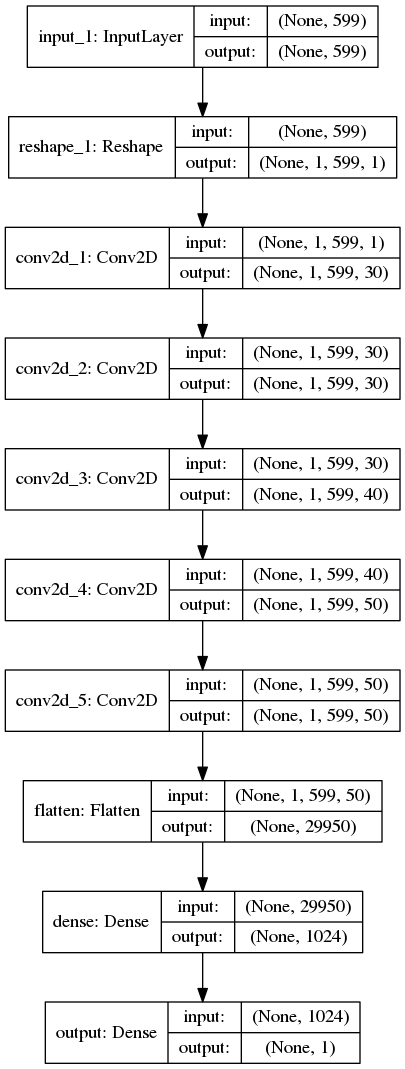 input_1: InputLayer
input: (None, 599)
output: (None, 599)
reshape_1: Reshape
input: (None, 599)
output: (None, 1, 599, 1)
conv2d_1: Conv2D
input: (None, 1, 599, 1)
output: (None, 1, 599, 30)
conv2d_2: Conv2D
input: (None, 1, 599, 30)
output: (None, 1, 599, 30)
conv2d_3: Conv2D
input: (None, 1, 599, 30)
output: (None, 1, 599, 40)
conv2d_4: Conv2D
input: (None, 1, 599, 40)
output: (None, 1, 599, 50)
conv2d_5: Conv2D
input: (None, 1, 599, 50)
output: (None, 1, 599, 50)
flatten: Flatten
input: (None, 1, 599, 50)
output: (None, 29950)
dense: Dense
input: (None, 29950)
output: (None, 1024)
output: Dense
input: (None, 1024)
output: (None, 1)